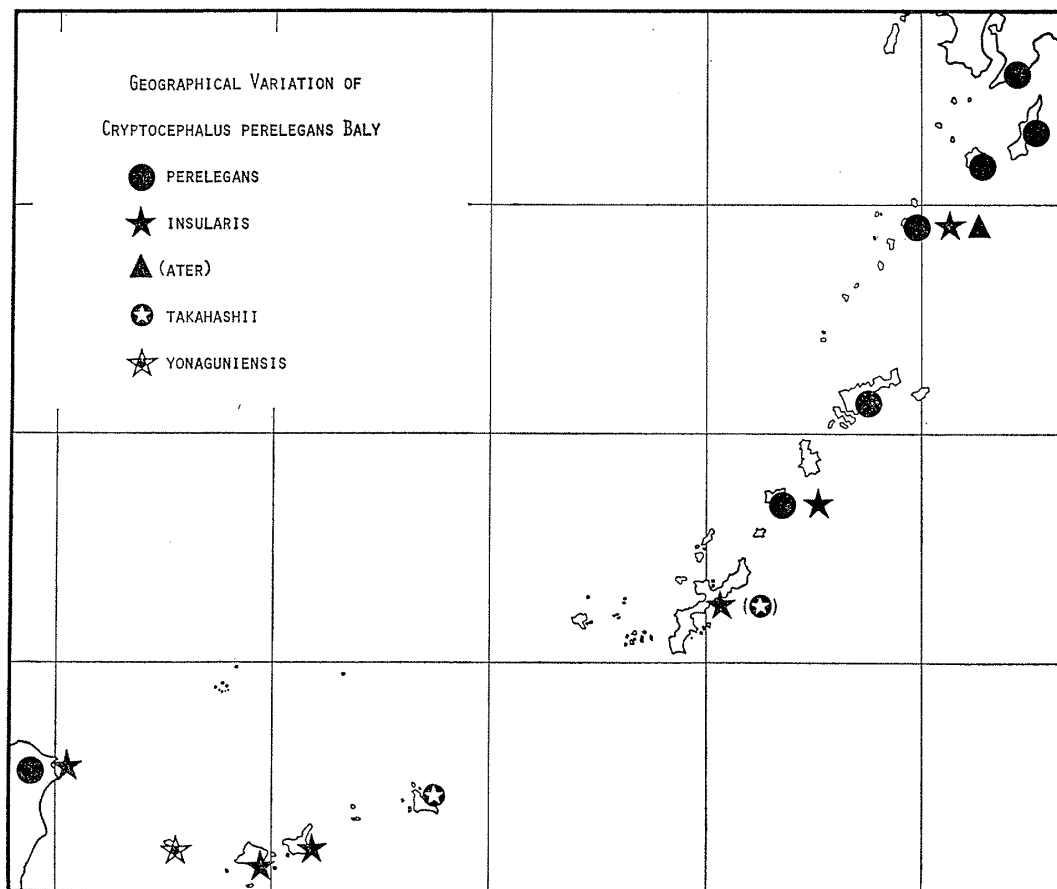 GEOGRAPHICAL VARIATION OF
CRYPTOCEPHALUS PERELEGANS BALY
PERELEGANS
INSULARIS
(ATER)
TAKAHASHII
YONAGUNIENSIS